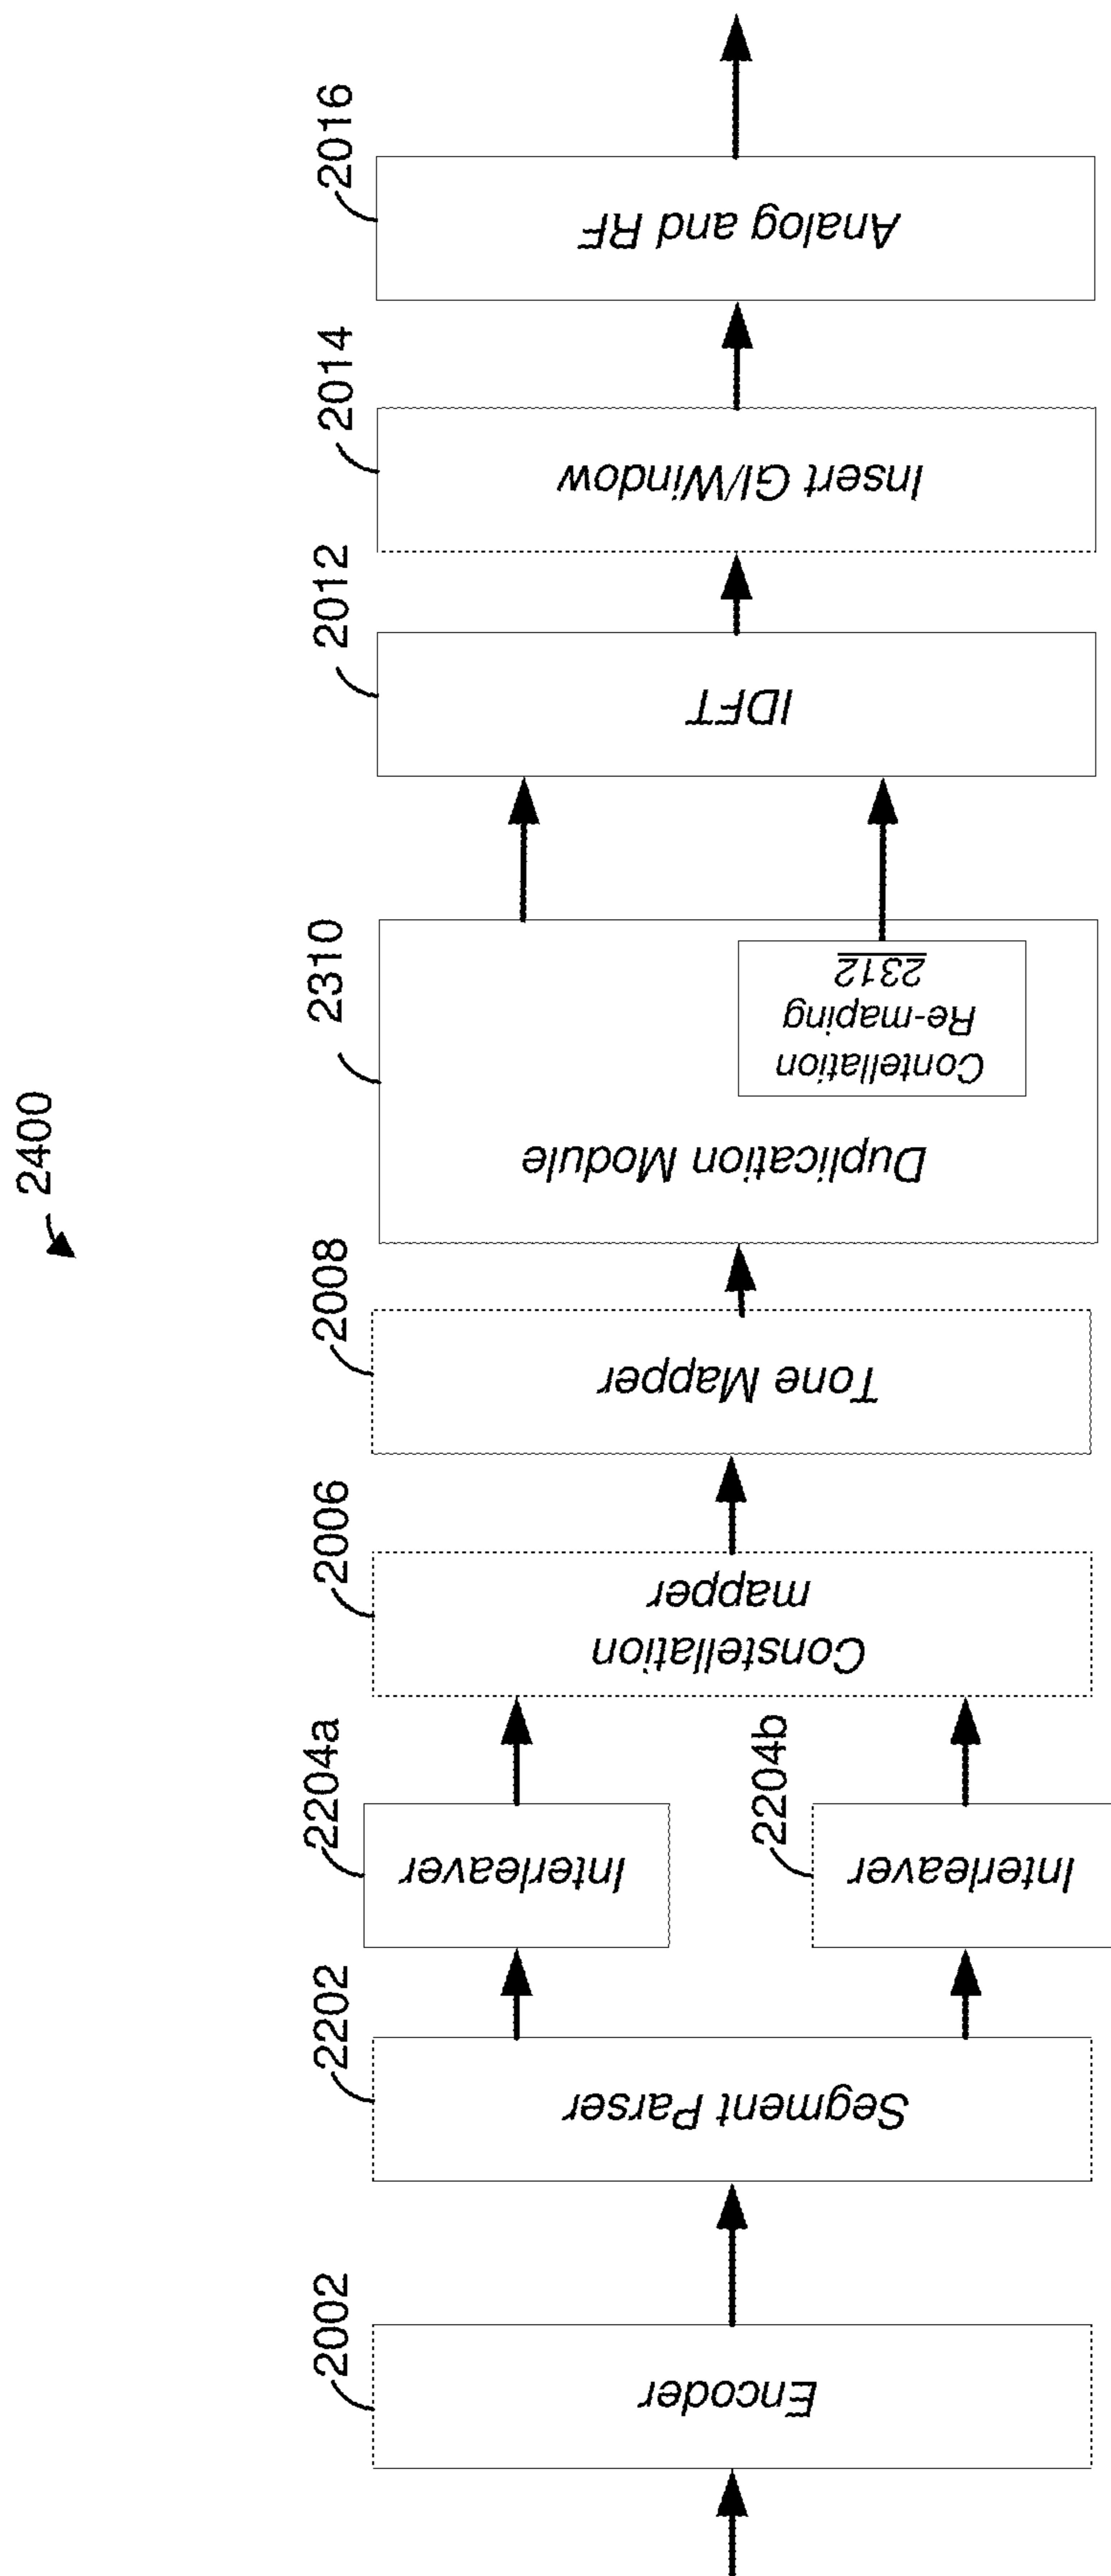 2400
2002
Encoder
2202
Segment Parser
2204a
Interleaver
2204b
Interleaver
2006
Constellation
mapper
2008
Tone Mapper
2310
Duplication Module
Contellation
Re-maping
2312
2012
IDFT
2014
Insert GI/Window
2016
Analog and RF